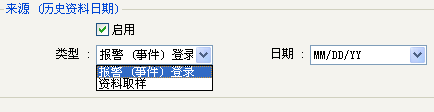 来源 (历史资料日期)
启用
类型 : 报警 (事件) 登录 日期 : MM/DD/YY
报警 (事件) 登录
资料取样